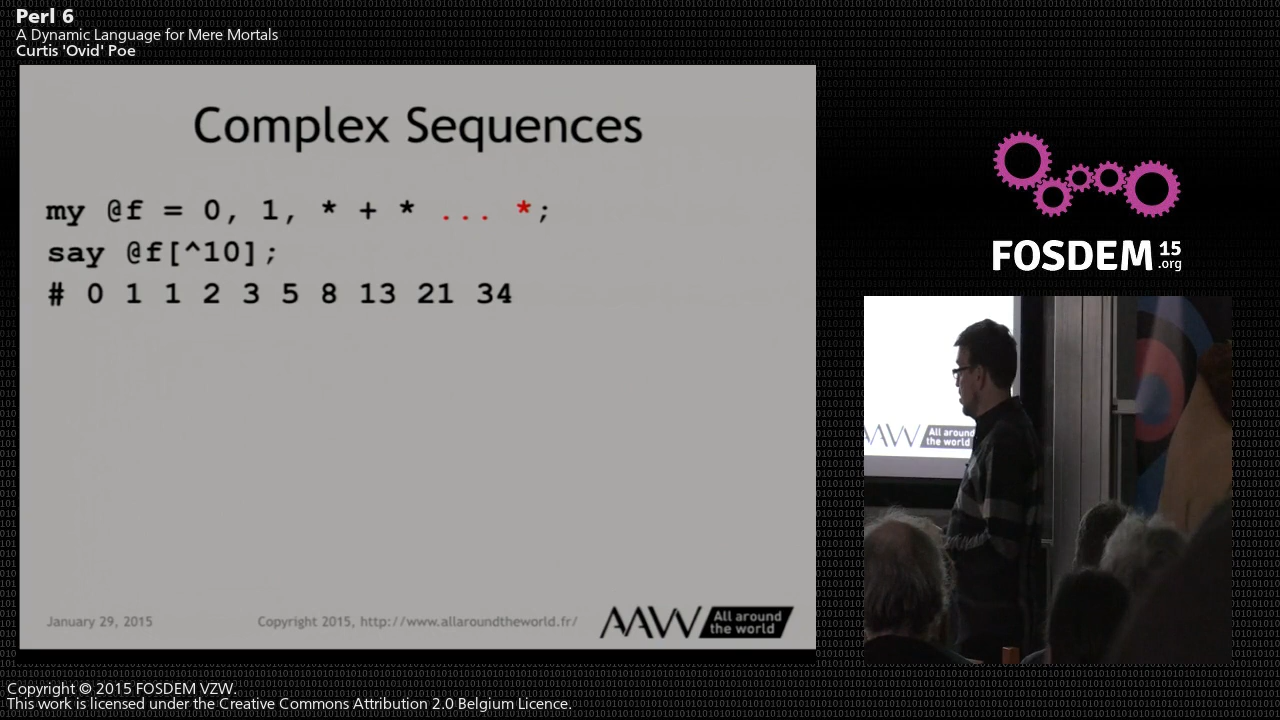 Perl 6
A Dynamic Language for Mere Mortals
Curtis 'Ovid' Poe
Complex Sequences
my @f = 0, 1, * + * ... *;
say @f[^10];
# 0 1 1 2 3 5 8 13 21 34
January 29, 2015
Copyright 2015, http://www.allaroundtheworld.fr/
AAW
All around
the world
FOSDEM 15
.org
AAW
All around
the world
Copyright © 2015 FOSDEM VZW.
This work is licensed under the Creative Commons Attribution 2.0 Belgium Licence.